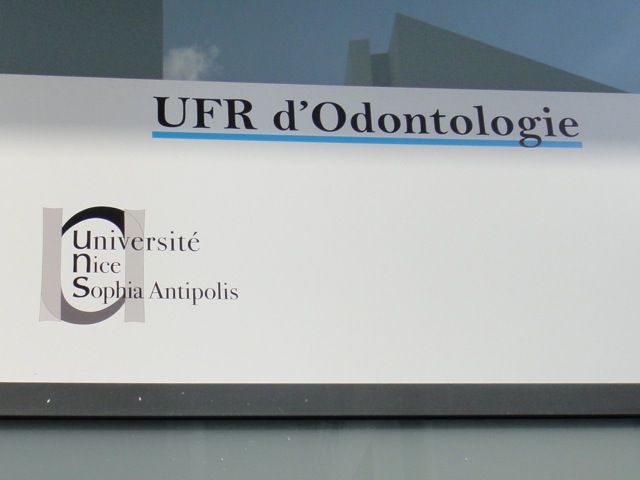 UFR d'Odontologie
université
nice
sophia Antipolis